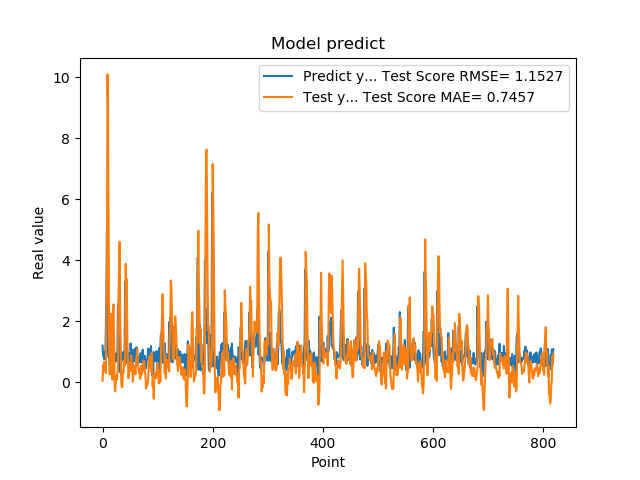 Model predict
Predict y... Test Score RMSE= 1.1527
Test y... Test Score MAE= 0.7457
10
8
6
4
2
0
Real value
0 200 400 600 800
Point